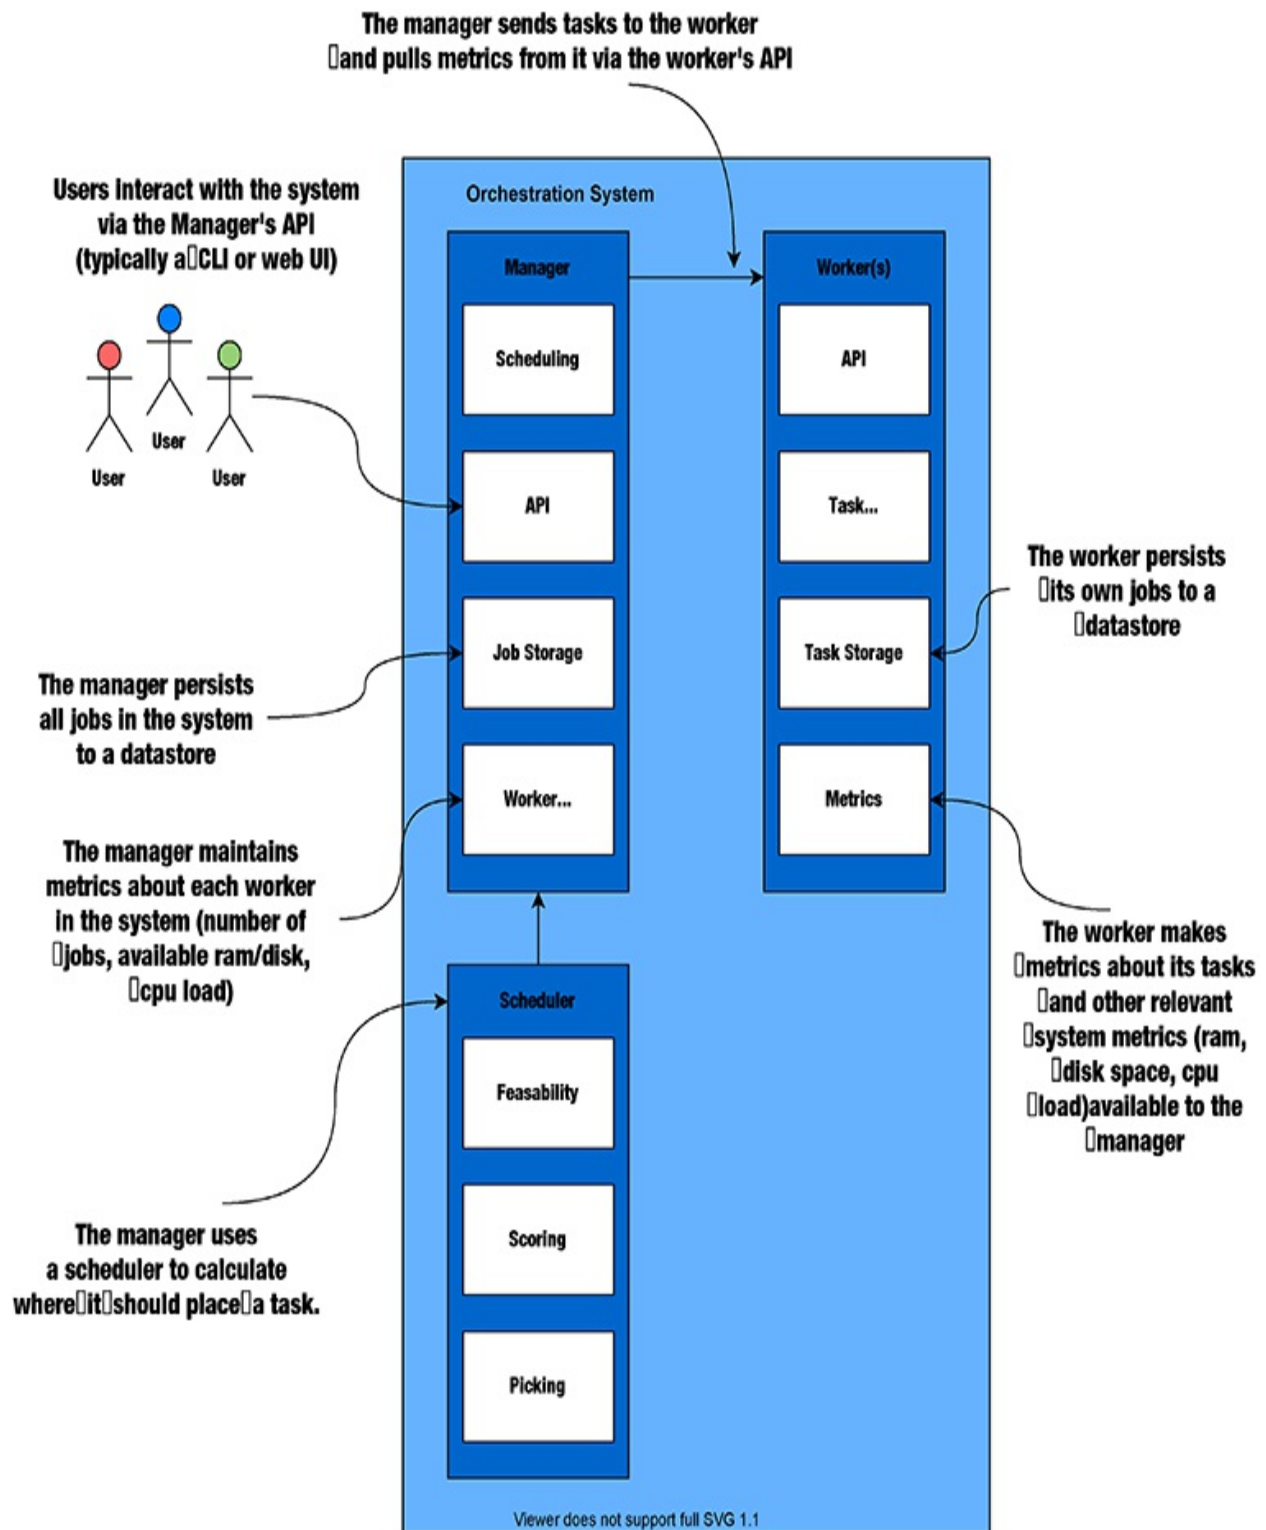 The manager sends tasks to the worker
and pulls metrics from it via the worker's API
Users interact with the system
via the Manager's API
(typically a CLI or web UI)
User
User
User
Orchestration System
Manager
Scheduling
API
Job Storage
Worker...
Worker(s)
API
Task...
Task Storage
Metrics
The worker persists
its own jobs to a
datastore
The manager persists
all jobs in the system
to a datastore
The manager maintains
metrics about each worker
in the system (number of
jobs, available ram/disk,
cpu load)
The worker makes
metrics about its tasks
and other relevant
system metrics (ram,
disk space, cpu
load)available to the
manager
Scheduler
Feasability
Scoring
Picking
The manager uses
a scheduler to calculate
where it should place a task.
Viewer does not support full SVG 1.1